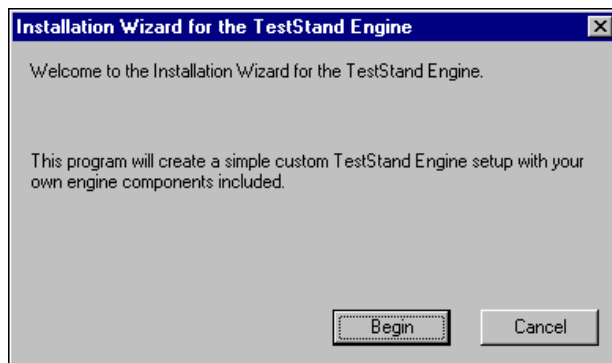 Installation Wizard for the TestStand Engine
Welcome to the Installation Wizard for the TestStand Engine.
This program will create a simple custom TestStand Engine setup with your
own engine components included.
Begin
Cancel